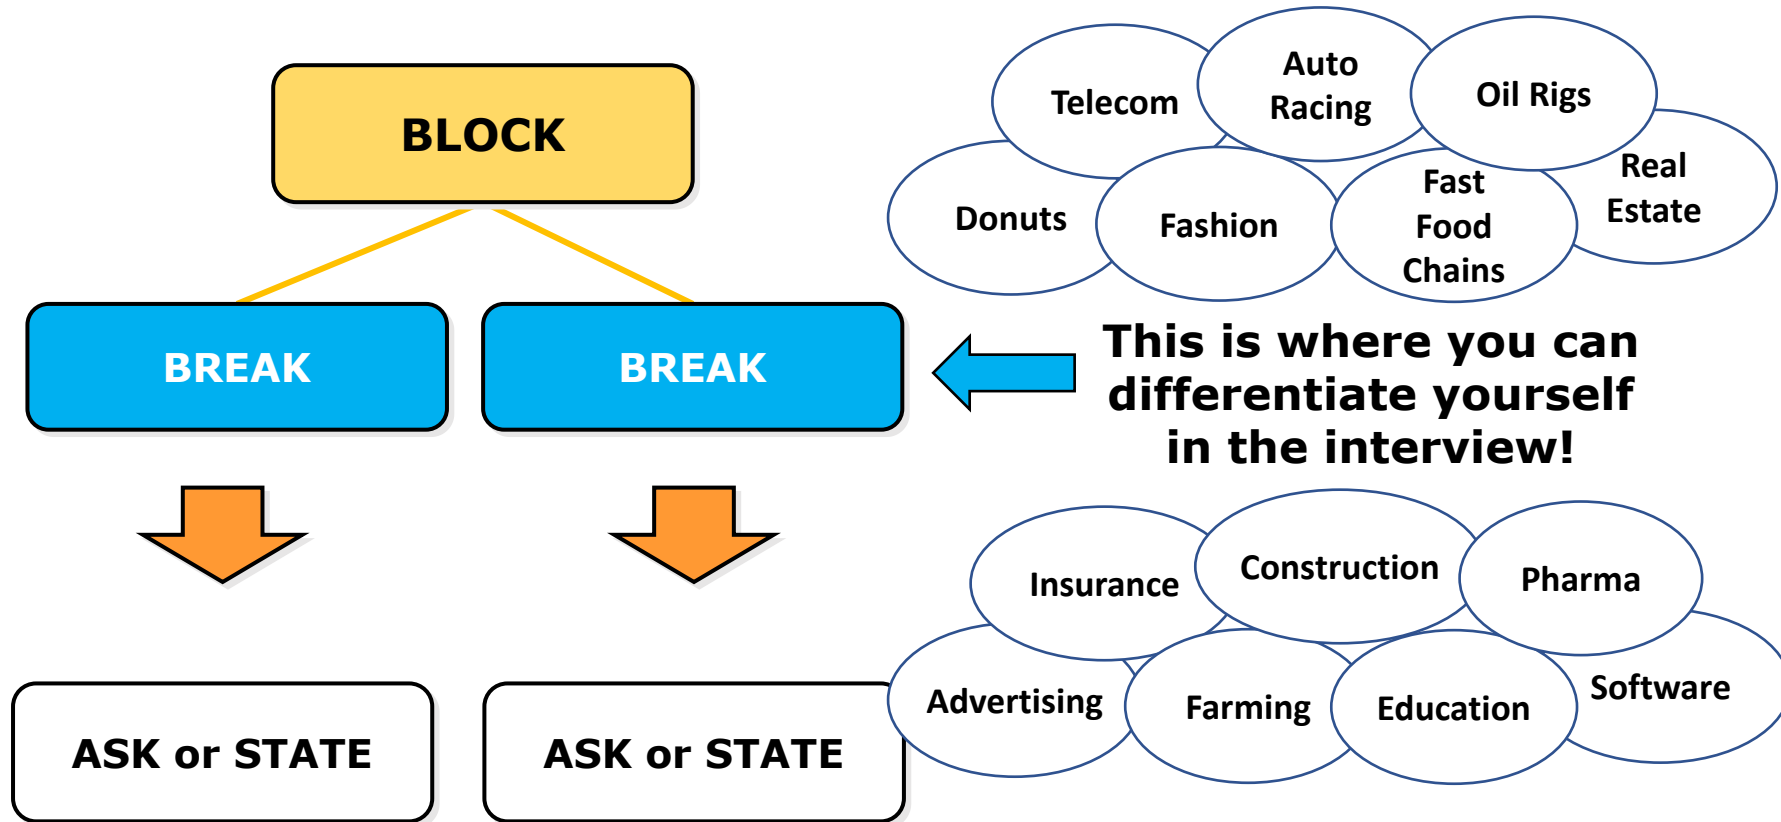 BLOCK
BREAK
BREAK
ASK or STATE
ASK or STATE
Telecom
Auto
Racing
Oil Rigs
Real
Estate
Donuts
Fashion
Fast
Food
Chains
This is where you can
differentiate yourself
in the interview!
Insurance
Construction
Pharma
Advertising
Farming
Education
Software